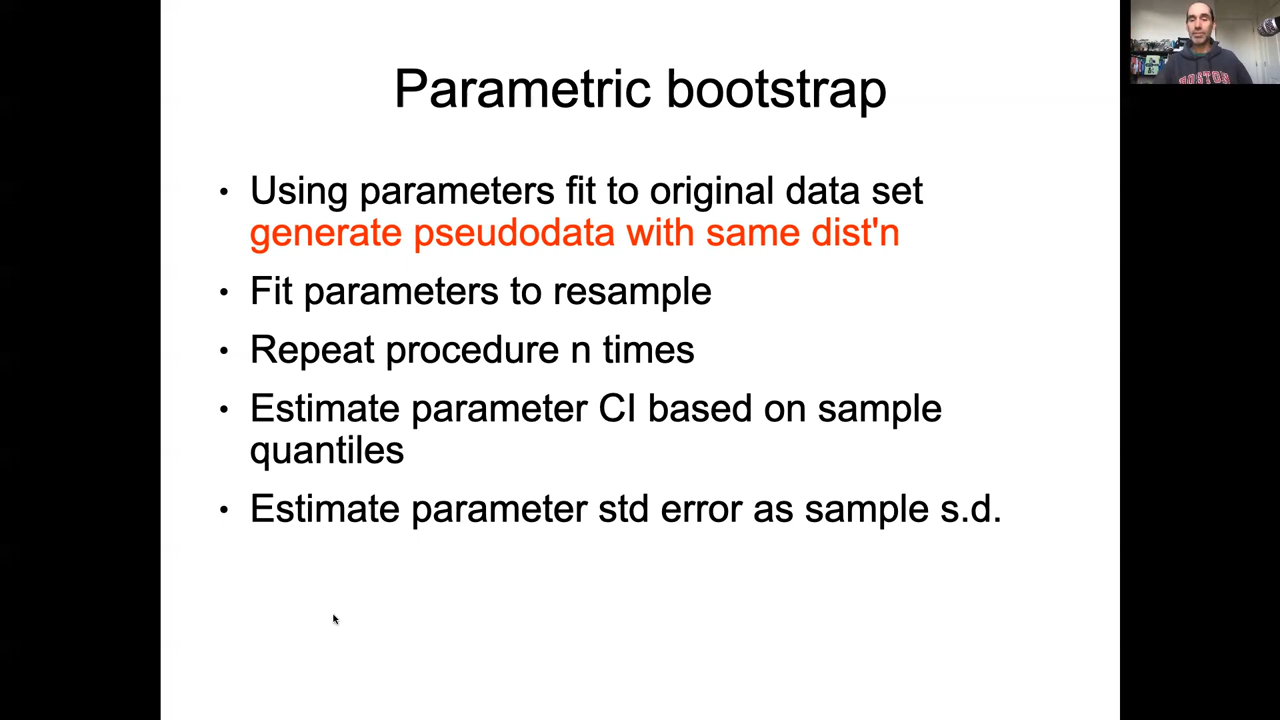 Parametric bootstrap
• Using parameters fit to original data set
generate pseudodata with same dist'n
• Fit parameters to resample
• Repeat procedure n times
• Estimate parameter CI based on sample
quantiles
• Estimate parameter std error as sample s.d.
BOSTON